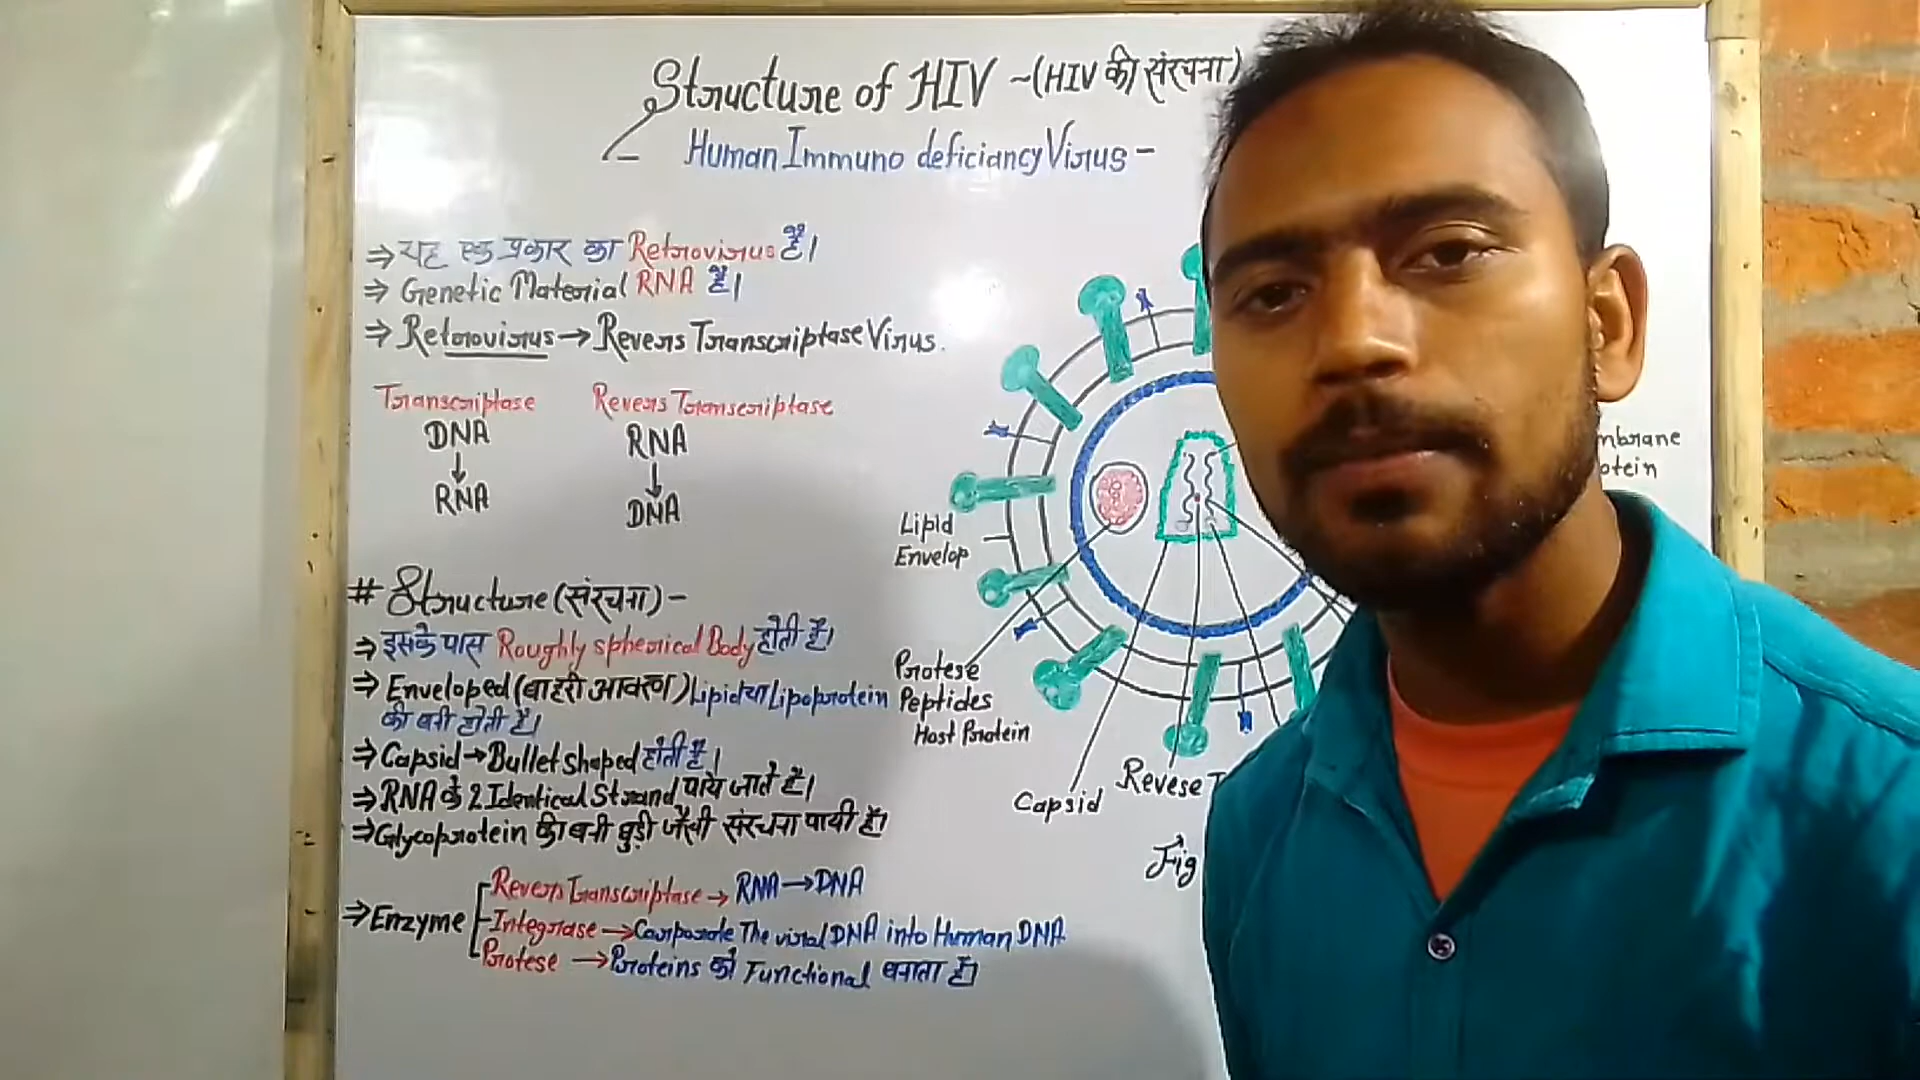 Structure of HIV ~(HIV की संरचना)
Human Immuno deficiancy Virus -
⇒ यह एक प्रकार का Retrovirus है।
⇒ Genetic Material RNA है।
⇒ Retrovirus → Revers Transcriptase Virus.
Transcriptase
DNA
↓
RNA
Revers Transcriptase
RNA
↓
DNA
# Structure (संरचना) -
⇒ इसके पास Roughly spherical Body होती है।
⇒ Enveloped (बाहरी आवरण) Lipid या Lipoprotein
की बनी होती है।
⇒ Capsid → Bullet shaped होती है।
⇒ RNA के 2 Identical Strand पाये जाते हैं।
⇒ Glycoprotein की बनी घुड़ी जैसी संरचना पायी हैं।
⇒ Enzyme
Revers Transcriptase → RNA → DNA
Integrase → Corporate The viral DNA into Human DNA
Protese → Proteins को Functional बनाता है।
Lipid
Envelop
Protese
Peptides
Host Protein
Capsid
Revese T
Fig
mbrane
otein